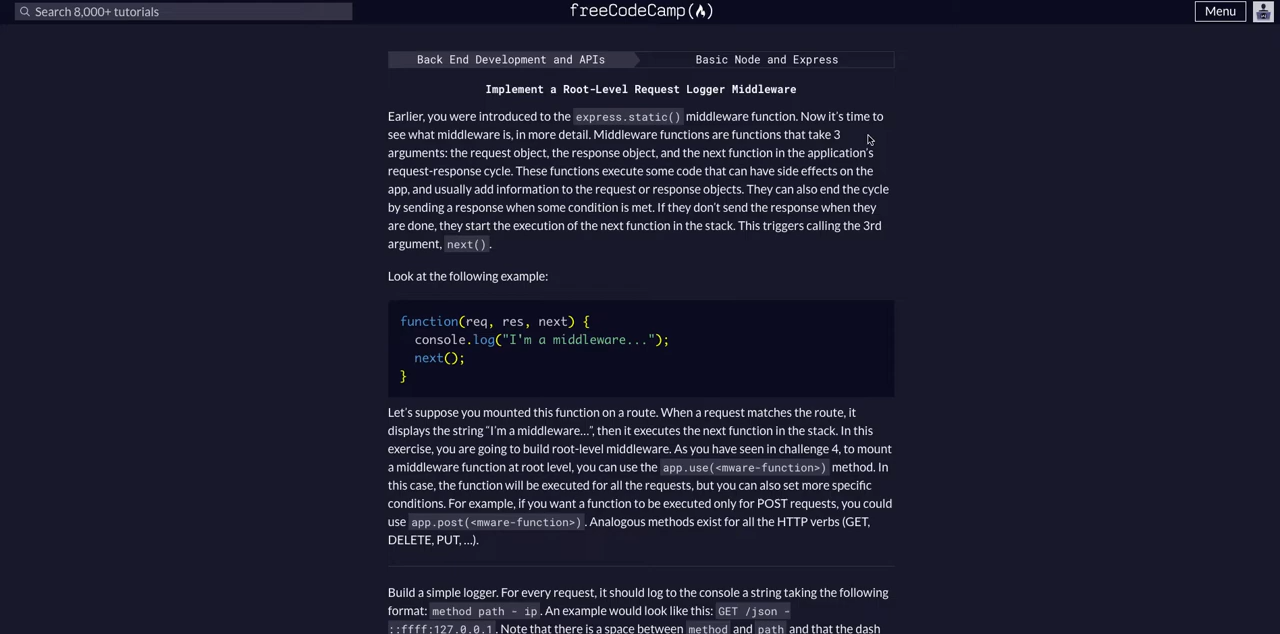 Search 8,000+ tutorials
freeCodeCamp
Menu
Back End Development and APIs
Basic Node and Express
Implement a Root-Level Request Logger Middleware
Earlier, you were introduced to the express.static() middleware function. Now it's time to
see what middleware is, in more detail. Middleware functions are functions that take 3
arguments: the request object, the response object, and the next function in the application's
request-response cycle. These functions execute some code that can have side effects on the
app, and usually add information to the request or response objects. They can also end the cycle
by sending a response when some condition is met. If they don't send the response when they
are done, they start the execution of the next function in the stack. This triggers calling the 3rd
argument, next().
Look at the following example:
function(req, res, next) {
console.log("I'm a middleware...");
next();
}
Let's suppose you mounted this function on a route. When a request matches the route, it
displays the string “I'm a middleware…”, then it executes the next function in the stack. In this
exercise, you are going to build root-level middleware. As you have seen in challenge 4, to mount
a middleware function at root level, you can use the app.use(<mware-function>) method. In
this case, the function will be executed for all the requests, but you can also set more specific
conditions. For example, if you want a function to be executed only for POST requests, you could
use app.post(<mware-function>). Analogous methods exist for all the HTTP verbs (GET,
DELETE, PUT, …).
Build a simple logger. For every request, it should log to the console a string taking the following
format: method path - ip. An example would look like this: GET /json -
::ffff:127.0.0.1. Note that there is a space between method and path and that the dash